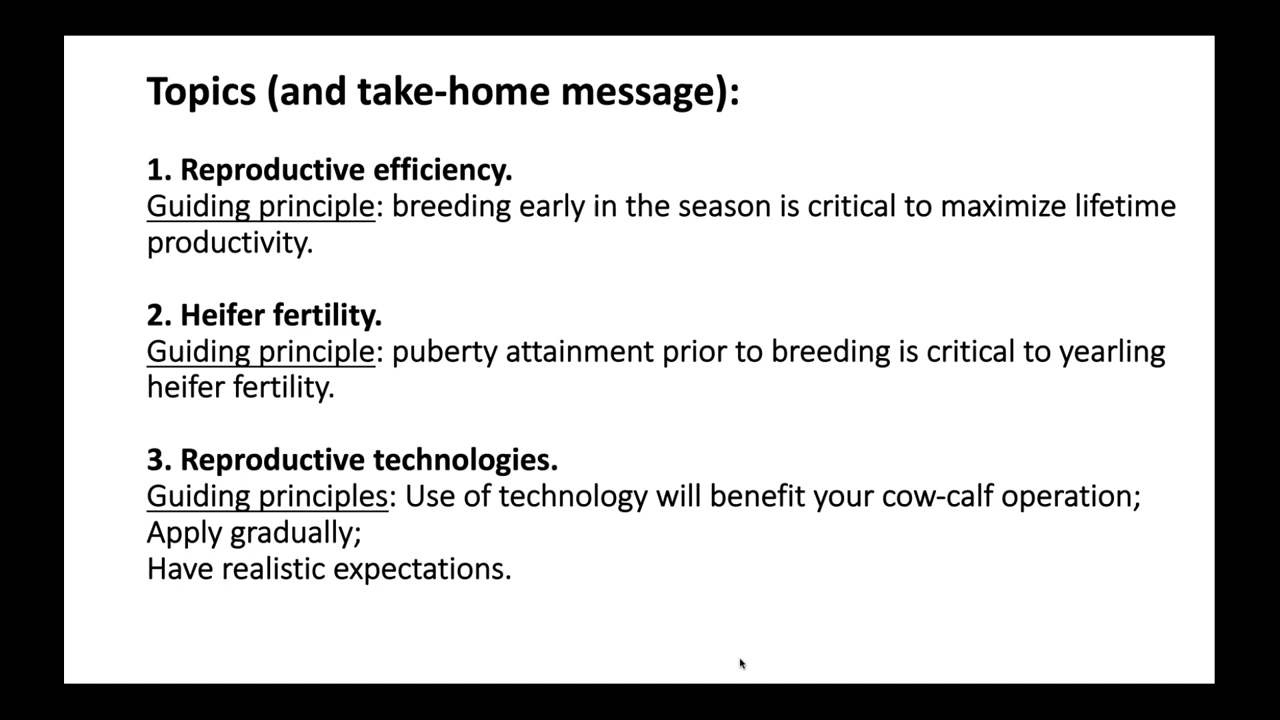 Topics (and take-home message):
1. Reproductive efficiency.
Guiding principle: breeding early in the season is critical to maximize lifetime
productivity.
2. Heifer fertility.
Guiding principle: puberty attainment prior to breeding is critical to yearling
heifer fertility.
3. Reproductive technologies.
Guiding principles: Use of technology will benefit your cow-calf operation;
Apply gradually;
Have realistic expectations.